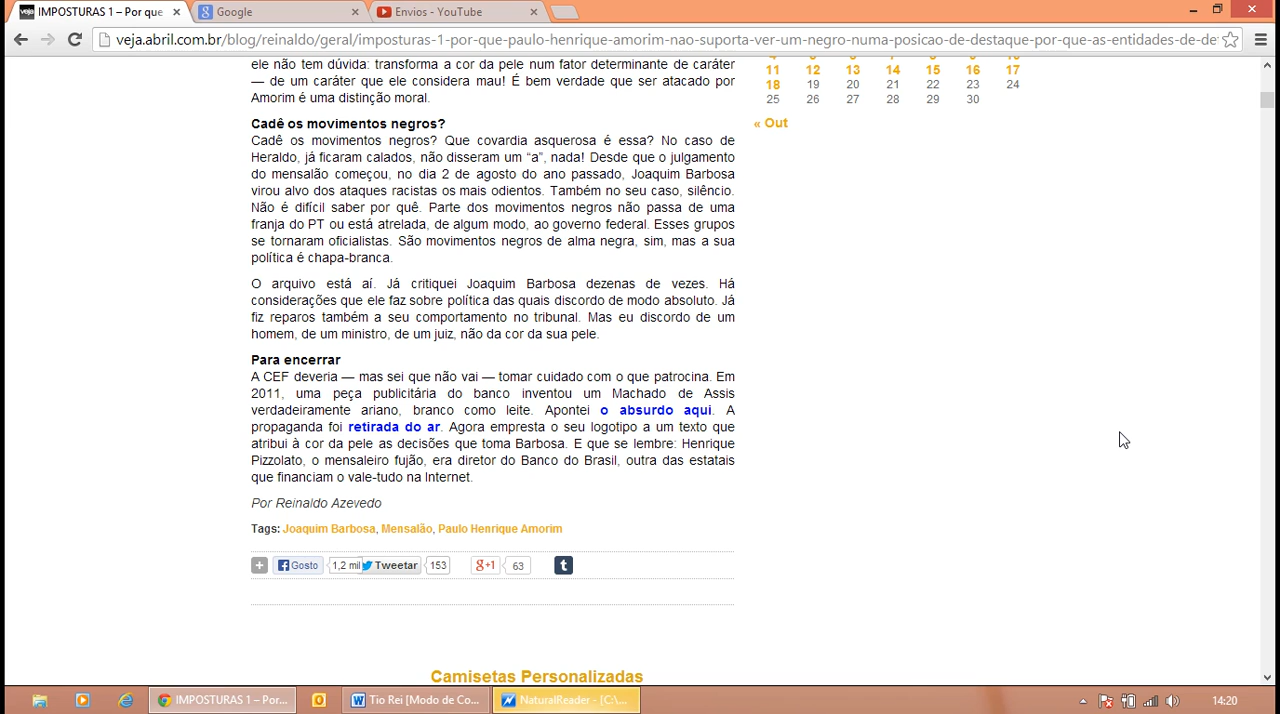 IMPOSTURAS 1 – Por que
Google
Envios - YouTube
veja.abril.com.br/blog/reinaldo/geral/imposturas-1-por-que-paulo-henrique-amorim-nao-suporta-ver-um-negro-numa-posicao-de-destaque-por-que-as-entidades-de-de
ele não tem dúvida: transforma a cor da pele num fator determinante de caráter
— de um caráter que ele considera mau! É bem verdade que ser atacado por
Amorim é uma distinção moral.
Cadê os movimentos negros?
Cadê os movimentos negros? Que covardia asquerosa é essa? No caso de
Heraldo, já ficaram calados, não disseram um “a”, nada! Desde que o julgamento
do mensalão começou, no dia 2 de agosto do ano passado, Joaquim Barbosa
virou alvo dos ataques racistas os mais odientos. Também no seu caso, silêncio.
Não é difícil saber por quê. Parte dos movimentos negros não passa de uma
franja do PT ou está atrelada, de algum modo, ao governo federal. Esses grupos
se tornaram oficialistas. São movimentos negros de alma negra, sim, mas a sua
política é chapa-branca.
O arquivo está aí. Já critiquei Joaquim Barbosa dezenas de vezes. Há
considerações que ele faz sobre política das quais discordo de modo absoluto. Já
fiz reparos também a seu comportamento no tribunal. Mas eu discordo de um
homem, de um ministro, de um juiz, não da cor da sua pele.
Para encerrar
A CEF deveria — mas sei que não vai — tomar cuidado com o que patrocina. Em
2011, uma peça publicitária do banco inventou um Machado de Assis
verdadeiramente ariano, branco como leite. Apontei o absurdo aqui. A
propaganda foi retirada do ar. Agora empresta o seu logotipo a um texto que
atribui à cor da pele as decisões que toma Barbosa. E que se lembre: Henrique
Pizzolato, o mensaleiro fujão, era diretor do Banco do Brasil, outra das estatais
que financiam o vale-tudo na Internet.
Por Reinaldo Azevedo
Tags: Joaquim Barbosa, Mensalão, Paulo Henrique Amorim
Gosto 1,2 mil Tweetar 153 g+1 63 t
Camisetas Personalizadas
11 12 13 14 15 16 17
18 19 20 21 22 23 24
25 26 27 28 29 30
« Out
IMPOSTURAS 1 – Por...
Tio Rei [Modo de Co...
NaturalReader - [C:\...
14:20